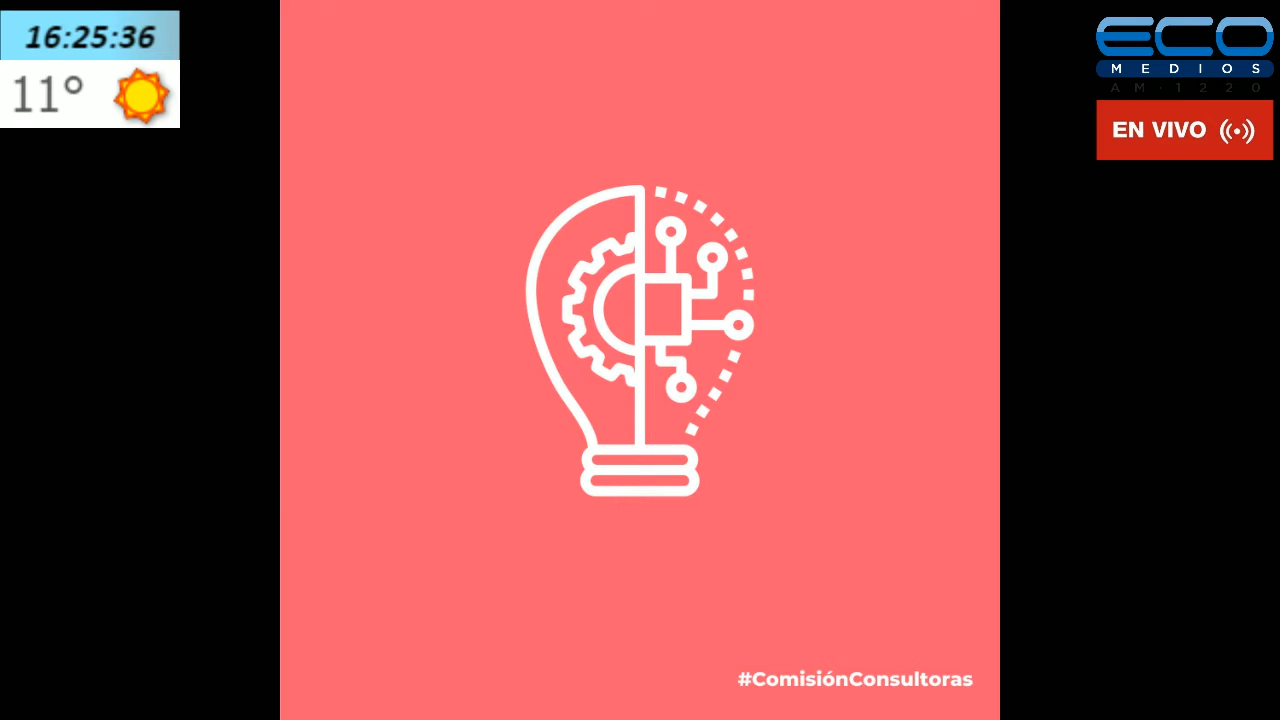 16:25:36
11°
ECO
MEDIOS
AM·1220
EN VIVO
#ComisiónConsultoras